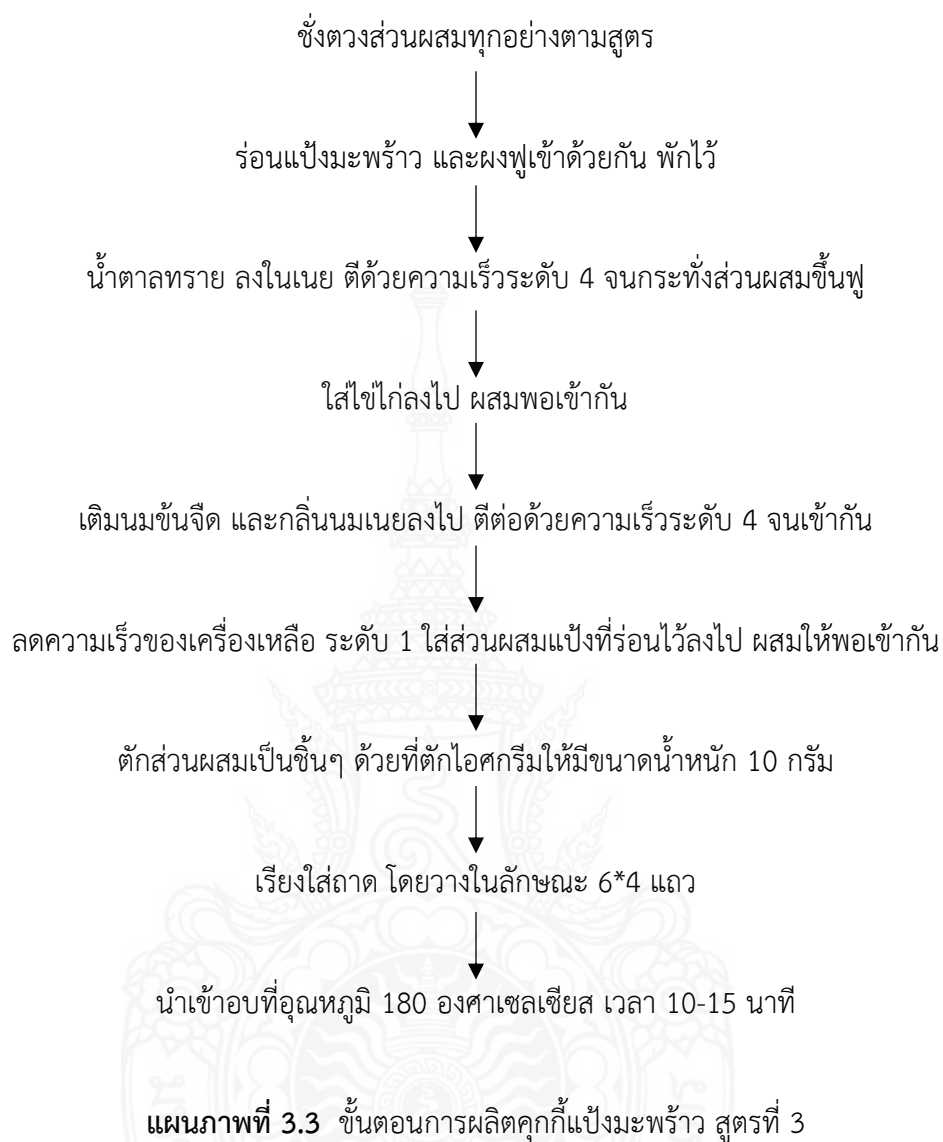 ชั่งตวงส่วนผสมทุกอย่างตามสูตร
ร่อนแป้งมะพร้าว และผงฟูเข้าด้วยกัน พักไว้
น้ำตาลทราย ลงในเนย ตีด้วยความเร็วระดับ 4 จนกระทั่งส่วนผสมขึ้นฟู
ใส่ไข่ไก่ลงไป ผสมพอเข้ากัน
เติมนมข้นจืด และกลิ่นนมเนยลงไป ตีต่อด้วยความเร็วระดับ 4 จนเข้ากัน
ลดความเร็วของเครื่องเหลือ ระดับ 1 ใส่ส่วนผสมแป้งที่ร่อนไว้ลงไป ผสมให้พอเข้ากัน
ตักส่วนผสมเป็นชิ้นๆ ด้วยที่ตักไอศกรีมให้มีขนาดน้ำหนัก 10 กรัม
เรียงใส่ถาด โดยวางในลักษณะ 6*4 แถว
นำเข้าอบที่อุณหภูมิ 180 องศาเซลเซียส เวลา 10-15 นาที
แผนภาพที่ 3.3 ขั้นตอนการผลิตคุกกี้แป้งมะพร้าว สูตรที่ 3